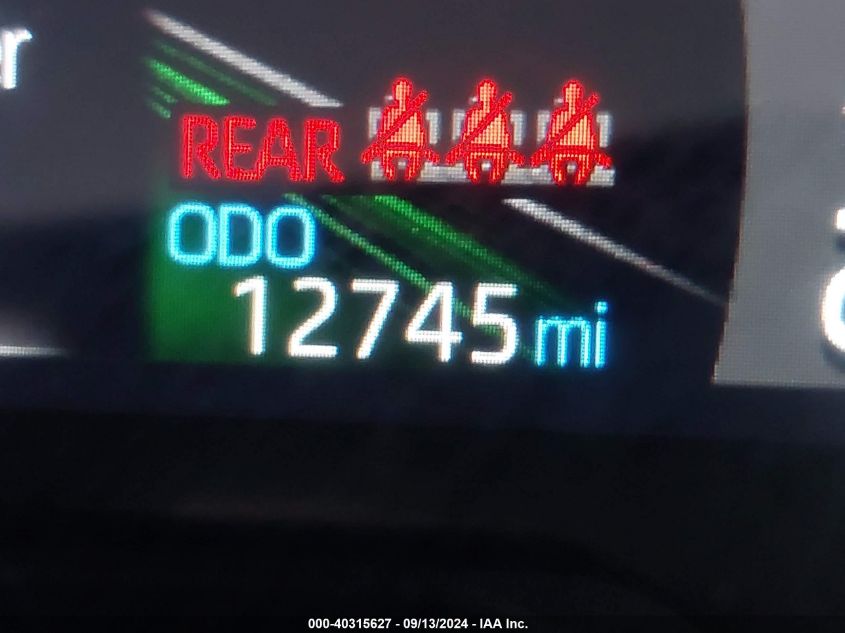 REAR
ODO
12745 mi
000-40315627 - 09/13/2024 - IAA Inc.